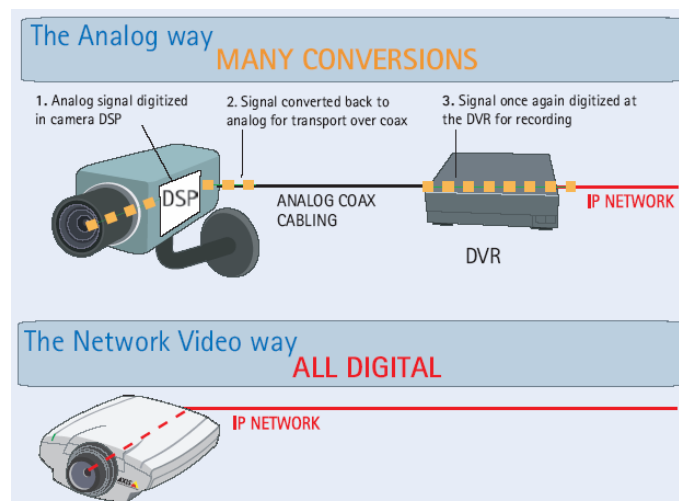 The Analog way
MANY CONVERSIONS
1. Analog signal digitized
in camera DSP
2. Signal converted back to
analog for transport over coax
3. Signal once again digitized at
the DVR for recording
DSP
ANALOG COAX
CABLING
IP NETWORK
DVR
The Network Video way
ALL DIGITAL
IP NETWORK
AXIS